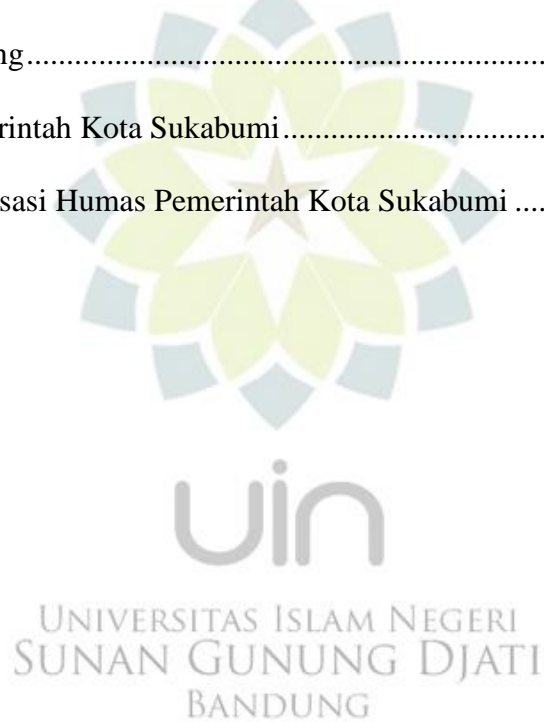 ng..........................................................................
rintah Kota Sukabumi...................................
sasi Humas Pemerintah Kota Sukabumi ....
uin
UNIVERSITAS ISLAM NEGERI
SUNAN GUNUNG DJATI
BANDUNG